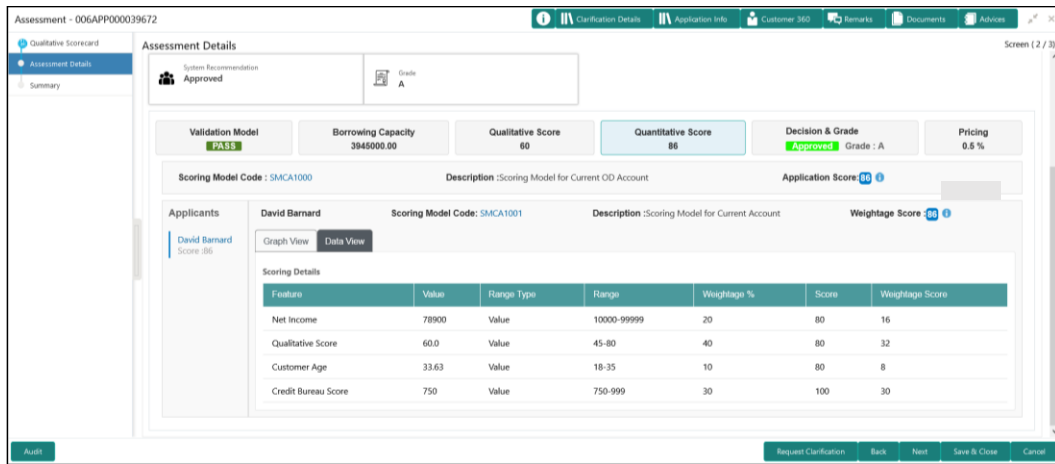 Assessment - 006APP000039672
Clarification Details
Application Info
Customer 360
Remarks
Documents
Advices
Qualitative Scorecard
Assessment Details
Summary
Assessment Details
Screen ( 2 / 3)
System Recommendation
Approved
Grade
A
Validation Model
PASS
Borrowing Capacity
3945000.00
Qualitative Score
60
Quantitative Score
86
Decision & Grade
Approved Grade : A
Pricing
0.5 %
Scoring Model Code : SMCA1000 Description :Scoring Model for Current OD Account Application Score: 86
Applicants
David Barnard
Score :86
David Barnard Scoring Model Code: SMCA1001 Description :Scoring Model for Current Account Weightage Score : 86
Graph View Data View
Scoring Details
Feature Value Range Type Range Weightage % Score Weightage Score
Net Income 78900 Value 10000-99999 20 80 16
Qualitative Score 60.0 Value 45-80 40 80 32
Customer Age 33.63 Value 18-35 10 80 8
Credit Bureau Score 750 Value 750-999 30 100 30
Audit Request Clarification Back Next Save & Close Cancel